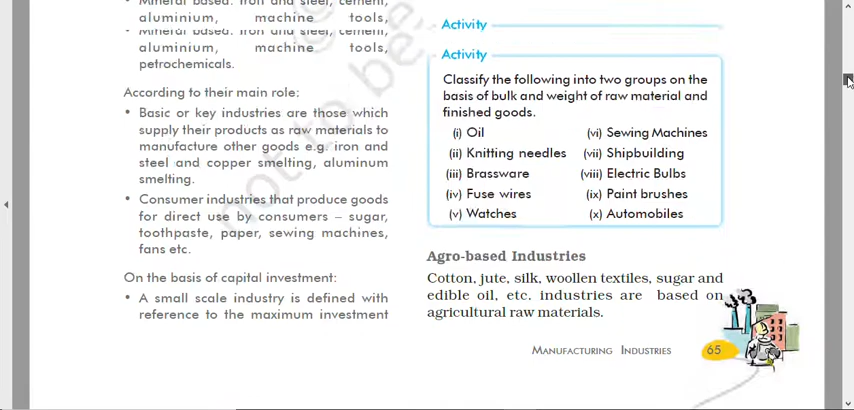 • Mineral based: iron and steel, cement,
aluminium, machine tools,
• Mineral based: iron and steel, cement,
aluminium, machine tools,
petrochemicals.
According to their main role:
• Basic or key industries are those which
supply their products as raw materials to
manufacture other goods e.g. iron and
steel and copper smelting, aluminum
smelting.
• Consumer industries that produce goods
for direct use by consumers – sugar,
toothpaste, paper, sewing machines,
fans etc.
On the basis of capital investment:
• A small scale industry is defined with
reference to the maximum investment
Activity
Activity
Classify the following into two groups on the
basis of bulk and weight of raw material and
finished goods.
(i) Oil
(ii) Knitting needles
(iii) Brassware
(iv) Fuse wires
(v) Watches
(vi) Sewing Machines
(vii) Shipbuilding
(viii) Electric Bulbs
(ix) Paint brushes
(x) Automobiles
Agro-based Industries
Cotton, jute, silk, woollen textiles, sugar and
edible oil, etc. industries are based on
agricultural raw materials.
MANUFACTURING INDUSTRIES 65
not to be